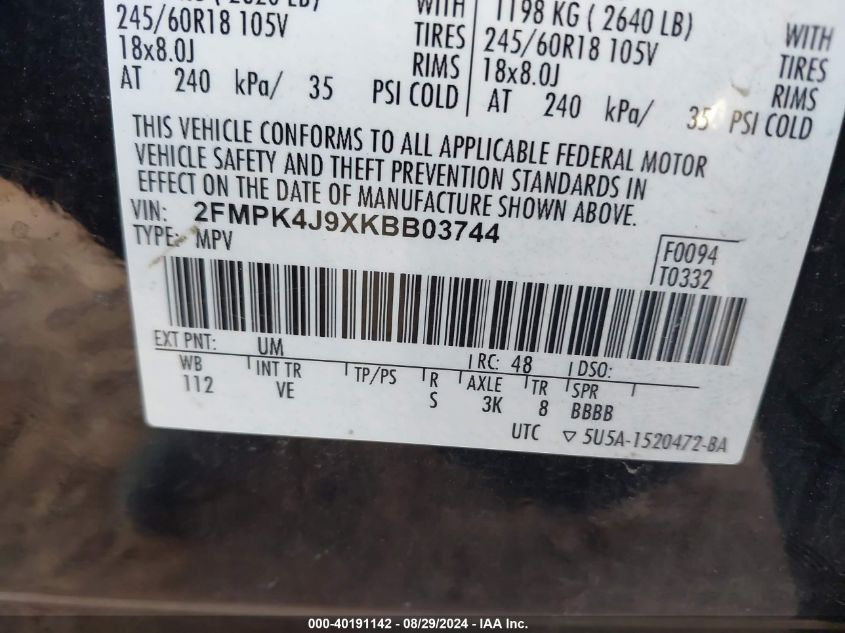 WITH 1198 KG ( 2640 LB) WITH
245/60R18 105V TIRES 245/60R18 105V TIRES
18x8.0J RIMS 18x8.0J RIMS
AT 240 kPa/ 35 PSI COLD AT 240 kPa/ 35 PSI COLD
THIS VEHICLE CONFORMS TO ALL APPLICABLE FEDERAL MOTOR
VEHICLE SAFETY AND THEFT PREVENTION STANDARDS IN
EFFECT ON THE DATE OF MANUFACTURE SHOWN ABOVE.
VIN: 2FMPK4J9XKBB03744
TYPE: MPV
F0094
T0332
EXT PNT: UM RC: 48 DSO:
WB INT TR TP/PS R AXLE TR SPR
112 VE S 3K 8 BBBB
UTC ▽ 5U5A-1520472-BA
000-40191142 - 08/29/2024 - IAA Inc.